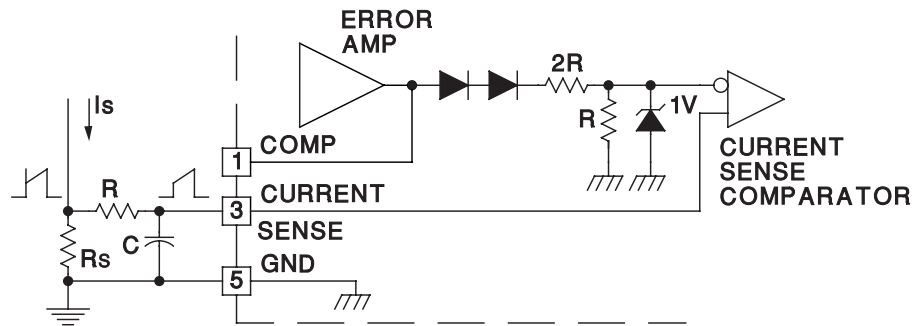 ERROR
AMP
2R
Is
R
1V
1
COMP
CURRENT
SENSE
COMPARATOR
R
3
CURRENT
SENSE
Rs
C
5
GND